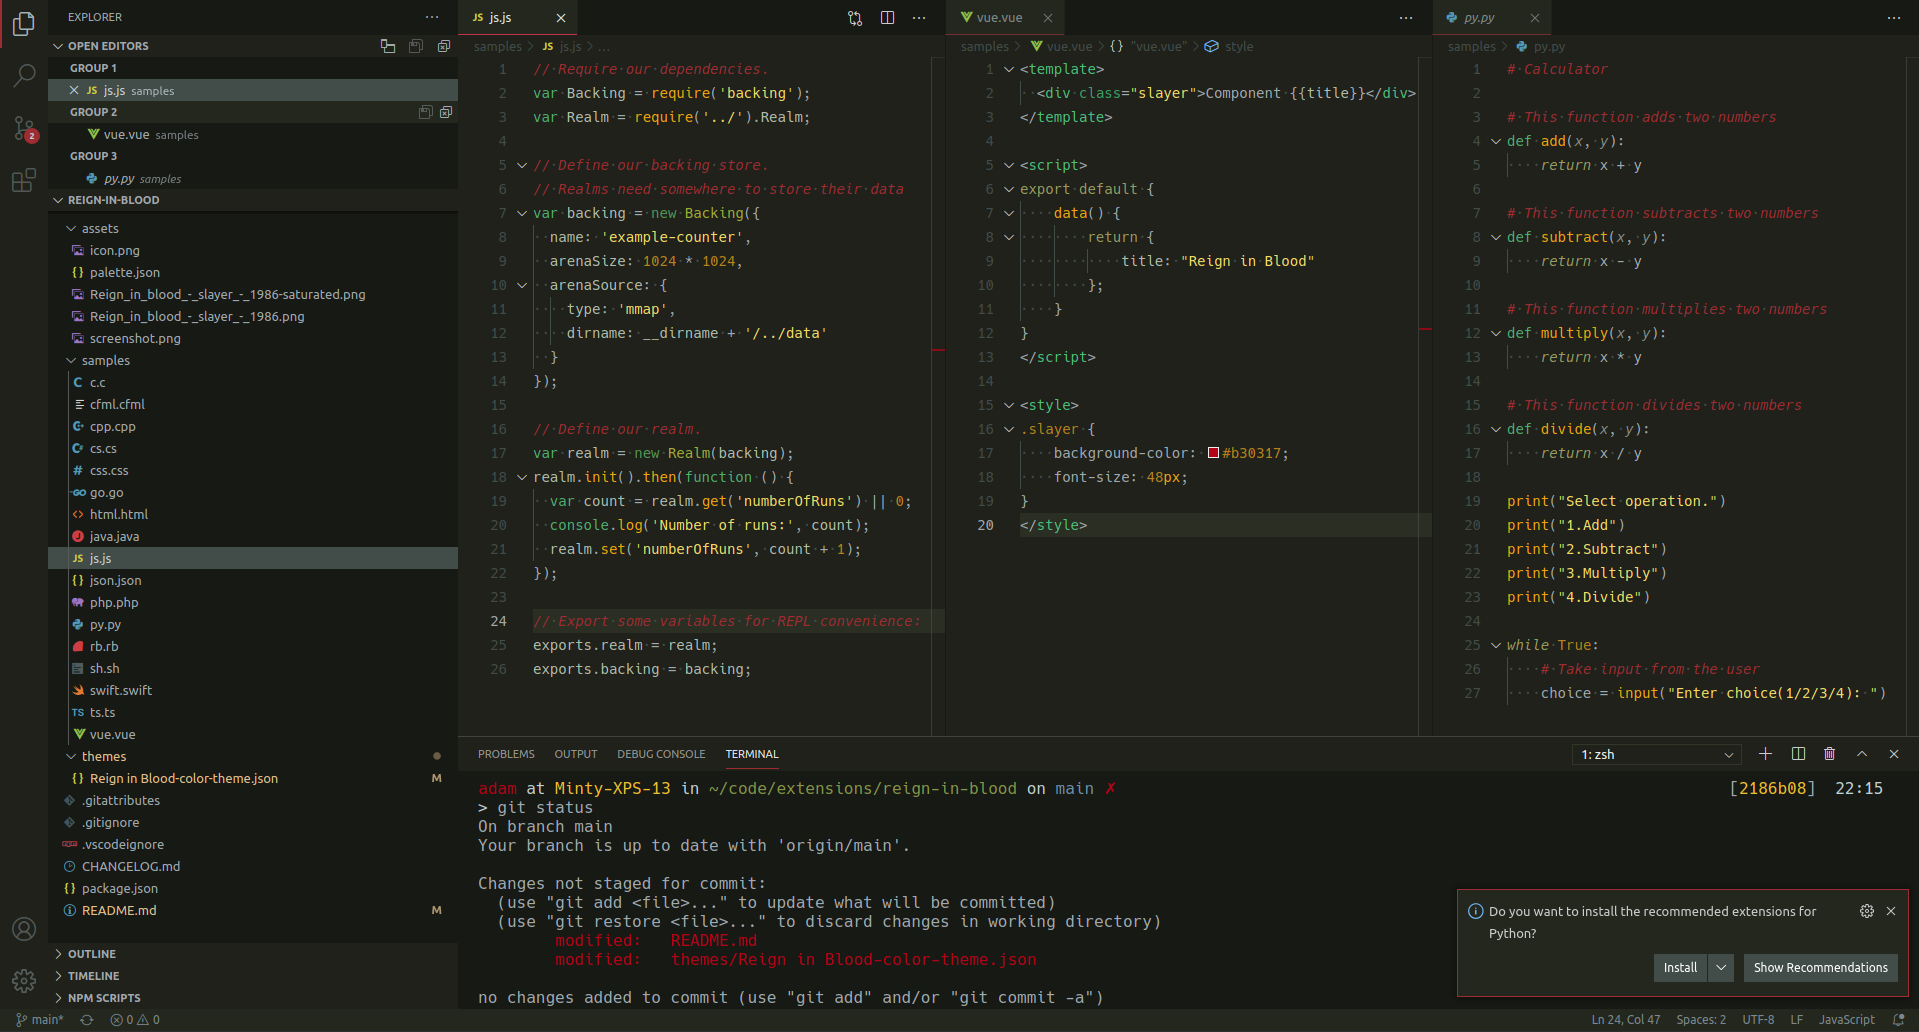 EXPLORER
OPEN EDITORS
GROUP 1
JS js.js samples
GROUP 2
vue.vue samples
GROUP 3
py.py samples
REIGN-IN-BLOOD
assets
icon.png
{} palette.json
Reign_in_blood_-_slayer_-_1986-saturated.png
Reign_in_blood_-_slayer_-_1986.png
screenshot.png
samples
C c.c
cfml.cfml
cpp.cpp
cs.cs
# css.css
GO go.go
<> html.html
java.java
JS js.js
{} json.json
php.php
py.py
rb.rb
sh.sh
swift.swift
TS ts.ts
vue.vue
themes
{} Reign in Blood-color-theme.json M
.gitattributes
.gitignore
.vscodeignore
CHANGELOG.md
{} package.json
README.md M
OUTLINE
TIMELINE
NPM SCRIPTS
2
JS js.js
samples > JS js.js > ...
1 // Require our dependencies.
2 var Backing = require('backing');
3 var Realm = require('../').Realm;
4
5 // Define our backing store.
6 // Realms need somewhere to store their data
7 var backing = new Backing({
8   name: 'example-counter',
9   arenaSize: 1024 * 1024,
10   arenaSource: {
11     type: 'mmap',
12     dirname: __dirname + '/../data'
13   }
14 });
15
16 // Define our realm.
17 var realm = new Realm(backing);
18 realm.init().then(function () {
19   var count = realm.get('numberOfRuns') || 0;
20   console.log('Number of runs:', count);
21   realm.set('numberOfRuns', count + 1);
22 });
23
24 // Export some variables for REPL convenience:
25 exports.realm = realm;
26 exports.backing = backing;
vue.vue
samples > vue.vue > {} "vue.vue" > style
1 <template>
2   <div class="slayer">Component {{title}}</div>
3 </template>
4
5 <script>
6 export default {
7     data() {
8         return {
9             title: "Reign in Blood"
10         };
11     }
12 }
13 </script>
14
15 <style>
16 .slayer {
17     background-color: #b30317;
18     font-size: 48px;
19 }
20 </style>
py.py
samples > py.py
1 # Calculator
2
3 # This function adds two numbers
4 def add(x, y):
5     return x + y
6
7 # This function subtracts two numbers
8 def subtract(x, y):
9     return x - y
10
11 # This function multiplies two numbers
12 def multiply(x, y):
13     return x * y
14
15 # This function divides two numbers
16 def divide(x, y):
17     return x / y
18
19 print("Select operation.")
20 print("1.Add")
21 print("2.Subtract")
22 print("3.Multiply")
23 print("4.Divide")
24
25 while True:
26     # Take input from the user
27     choice = input("Enter choice(1/2/3/4): ")
PROBLEMS OUTPUT DEBUG CONSOLE TERMINAL 1: zsh
adam at Minty-XPS-13 in ~/code/extensions/reign-in-blood on main ✗ [2186b08] 22:15
> git status
On branch main
Your branch is up to date with 'origin/main'.
Changes not staged for commit:
  (use "git add <file>..." to update what will be committed)
  (use "git restore <file>..." to discard changes in working directory)
        modified:   README.md
        modified:   themes/Reign in Blood-color-theme.json
no changes added to commit (use "git add" and/or "git commit -a")
Do you want to install the recommended extensions for
Python?
Install Show Recommendations
main* 0 0 Ln 24, Col 47 Spaces: 2 UTF-8 LF JavaScript